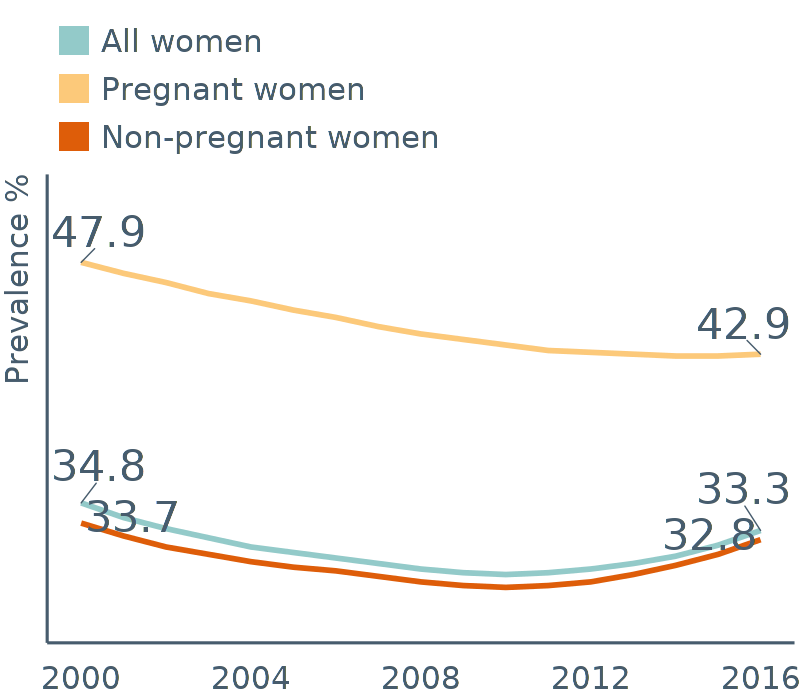 All women
Pregnant women
Non-pregnant women
Prevalence %
47.9
42.9
34.8
33.7
33.3
32.8
2000 2004 2008 2012 2016